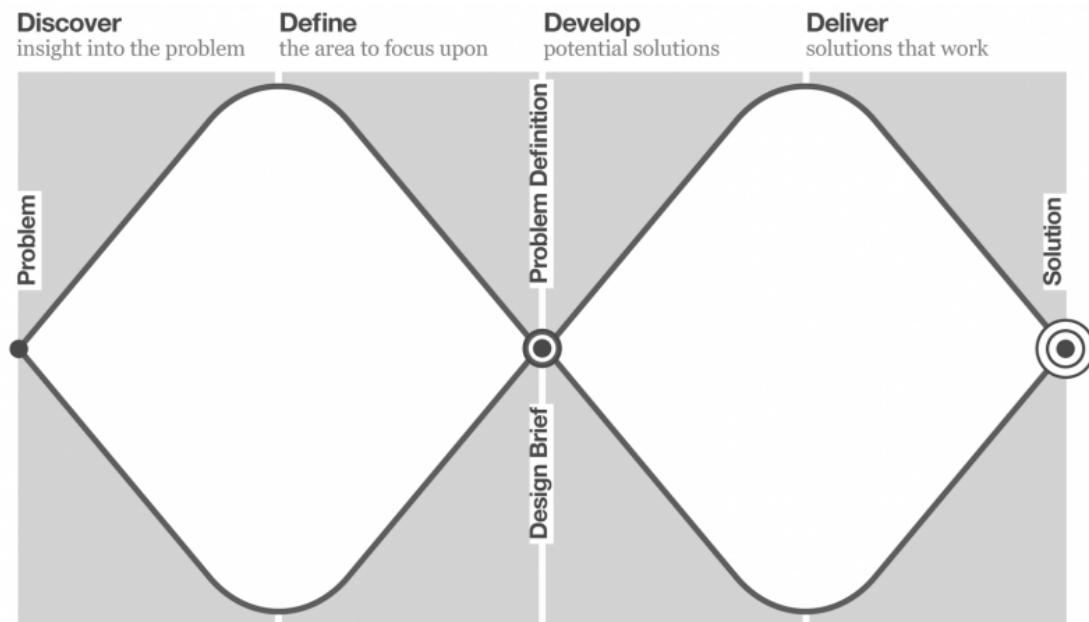 Discover
insight into the problem
Define
the area to focus upon
Develop
potential solutions
Deliver
solutions that work
Problem
Problem Definition
Design Brief
Solution